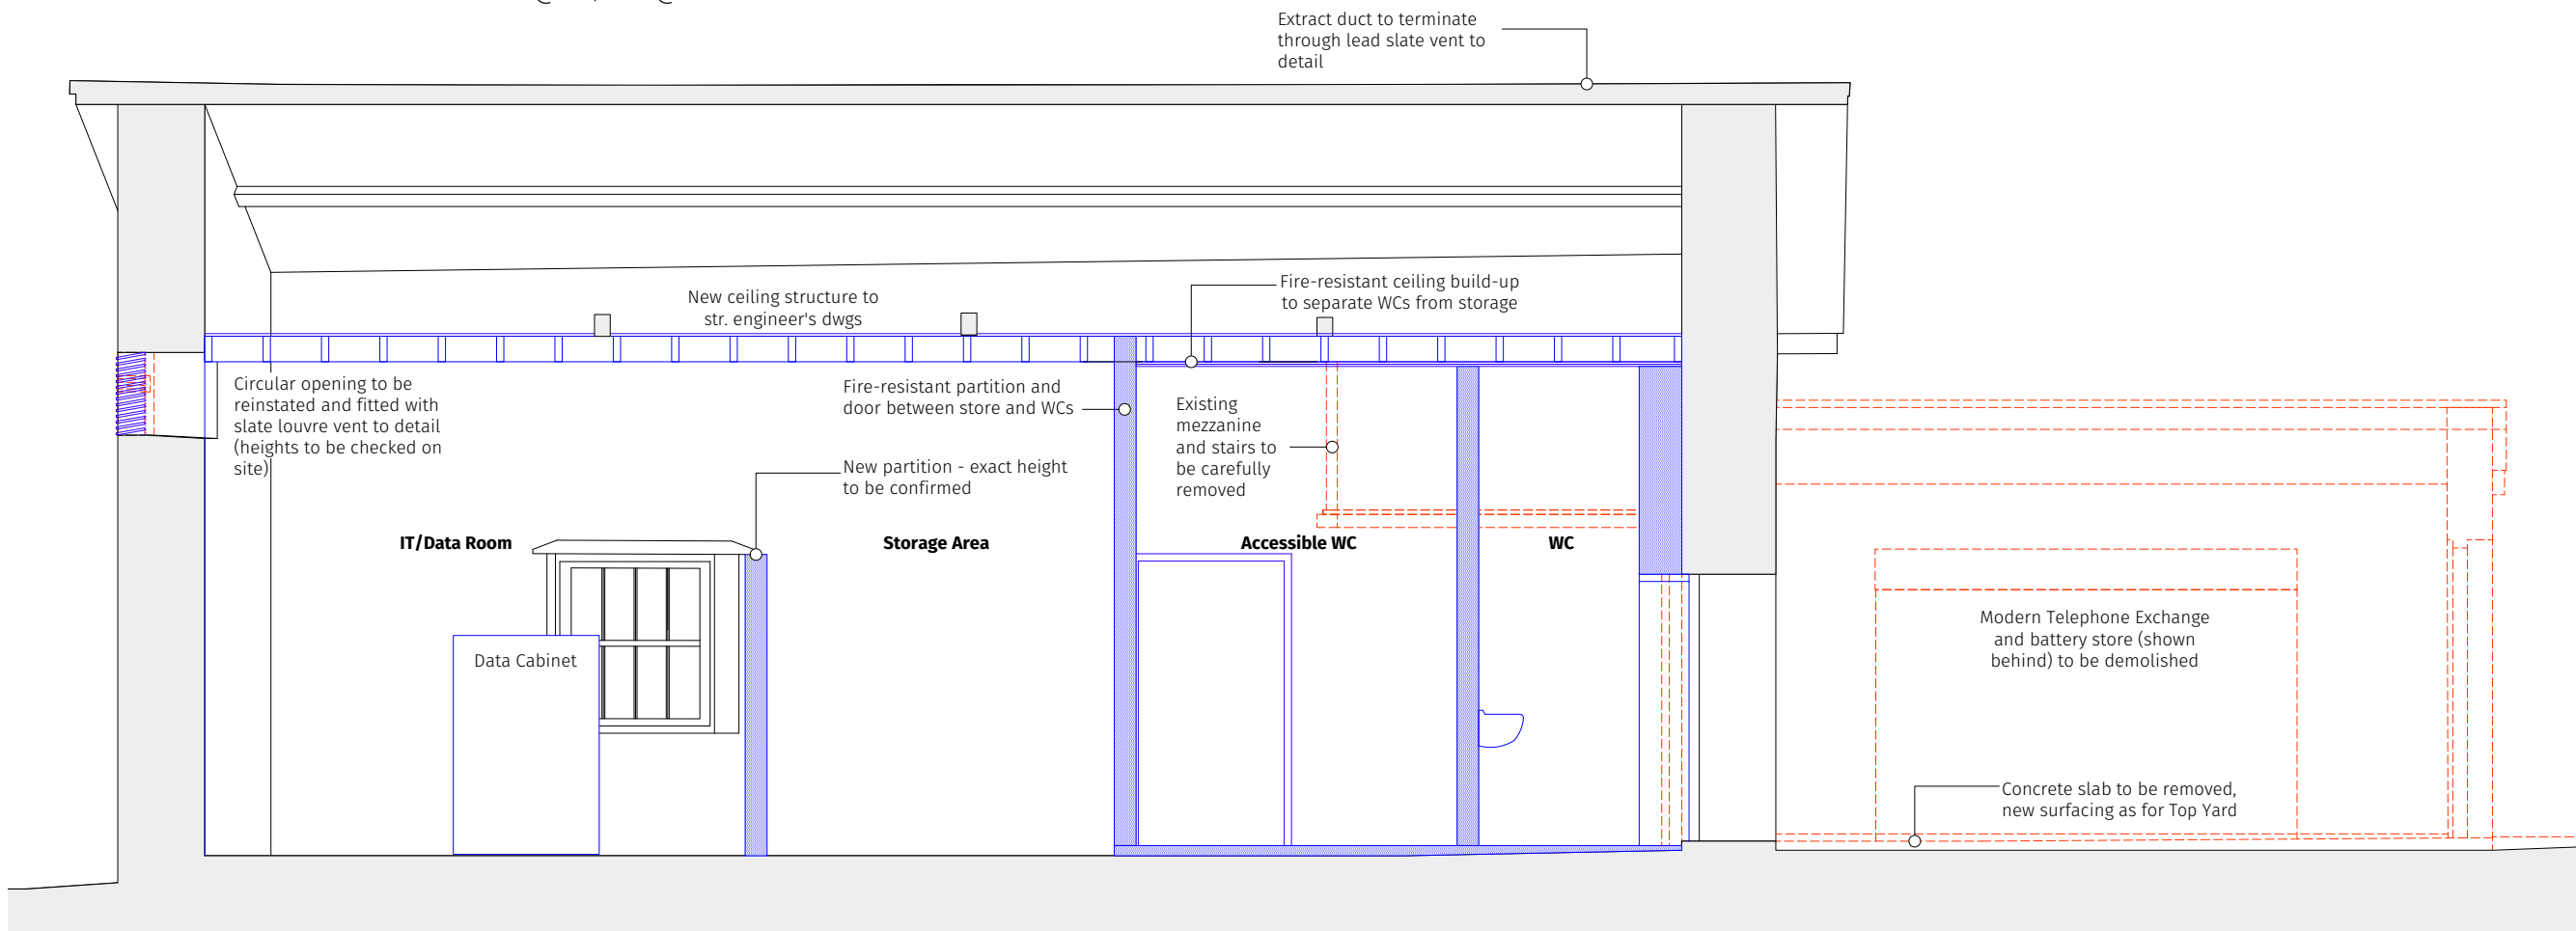 Extract duct to terminate
through lead slate vent to
detail
Fire-resistant ceiling build-up
to separate WCs from storage
New ceiling structure to
str. engineer's dwgs
Circular opening to be
reinstated and fitted with
slate louvre vent to detail
(heights to be checked on
site)
Fire-resistant partition and
door between store and WCs
Existing
mezzanine
and stairs to
be carefully
removed
New partition - exact height
to be confirmed
IT/Data Room
Storage Area
Accessible WC
WC
Data Cabinet
Modern Telephone Exchange
and battery store (shown
behind) to be demolished
Concrete slab to be removed,
new surfacing as for Top Yard